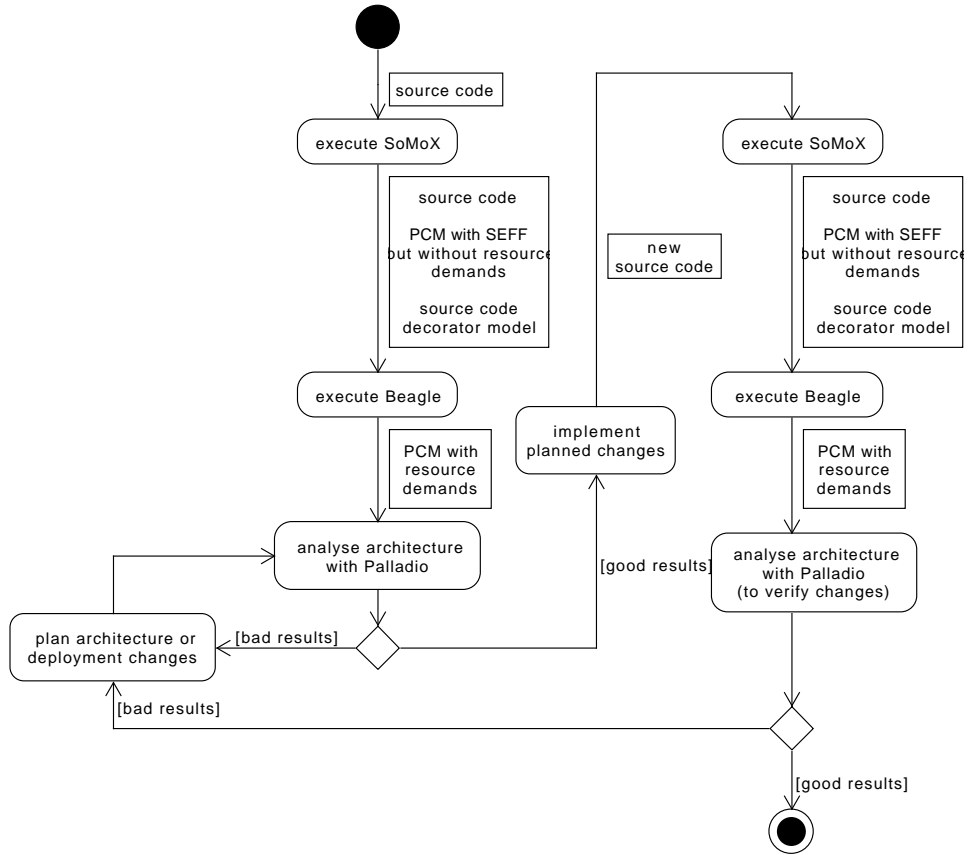 source code
execute SoMoX
source code
PCM with SEFF
but without resource
demands
source code
decorator model
execute Beagle
PCM with
resource
demands
analyse architecture
with Palladio
[bad results]
plan architecture or
deployment changes
[bad results]
[good results]
implement
planned changes
new
source code
execute SoMoX
source code
PCM with SEFF
but without resource
demands
source code
decorator model
execute Beagle
PCM with
resource
demands
analyse architecture
with Palladio
(to verify changes)
[good results]